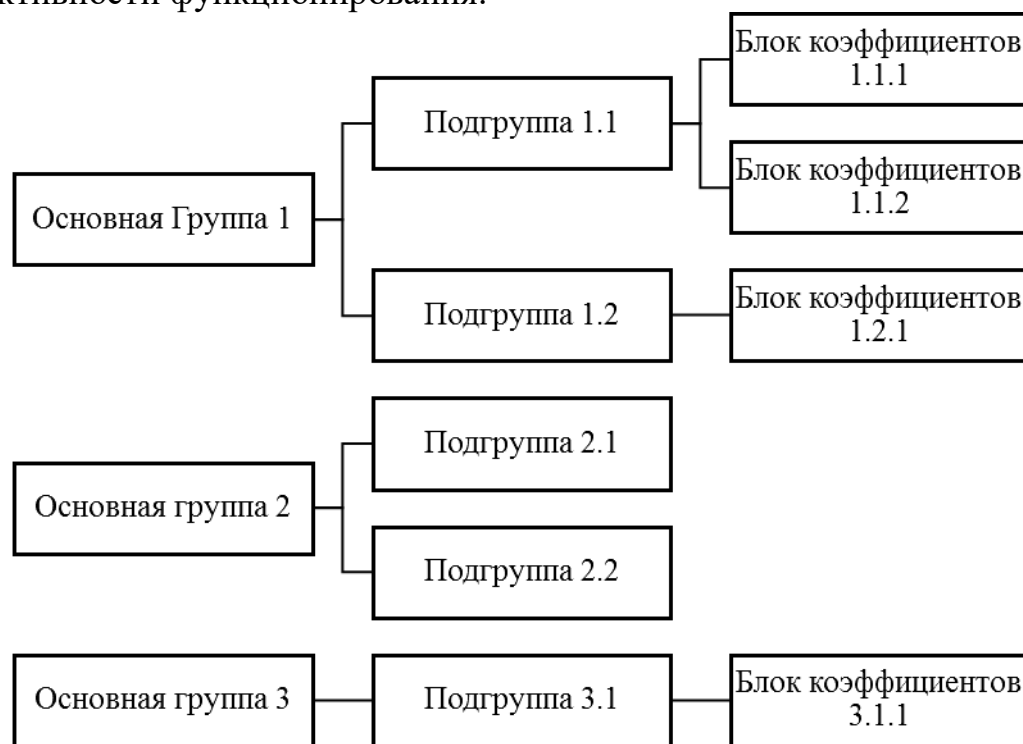 функционирования.
Блок коэффициентов
1.1.1
Подгруппа 1.1
Блок коэффициентов
1.1.2
Основная Группа 1
Подгруппа 1.2
Блок коэффициентов
1.2.1
Подгруппа 2.1
Основная группа 2
Подгруппа 2.2
Основная группа 3
Подгруппа 3.1
Блок коэффициентов
3.1.1